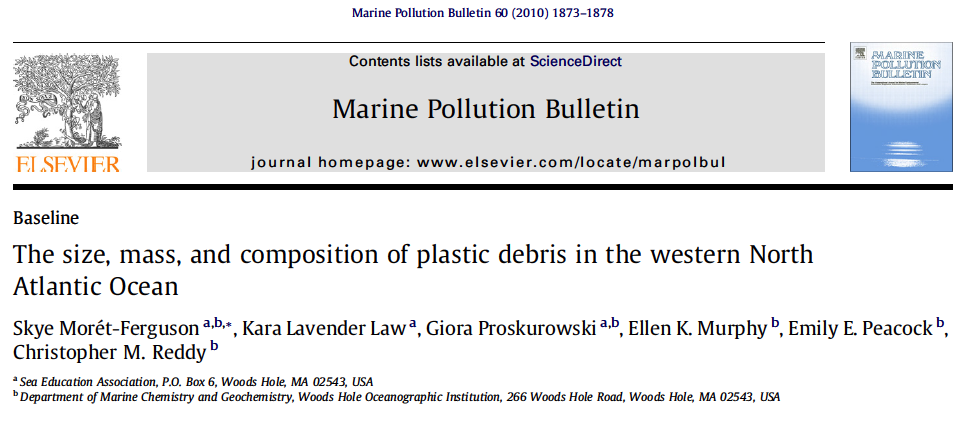 Marine Pollution Bulletin 60 (2010) 1873–1878
Contents lists available at ScienceDirect
Marine Pollution Bulletin
journal homepage: www.elsevier.com/locate/marpolbul
ELSEVIER
MARINE
POLLUTION
BULLETIN
Baseline
The size, mass, and composition of plastic debris in the western North
Atlantic Ocean
Skye Morét-Ferguson a,b,*, Kara Lavender Law a, Giora Proskurowski a,b, Ellen K. Murphy b, Emily E. Peacock b,
Christopher M. Reddy b
a Sea Education Association, P.O. Box 6, Woods Hole, MA 02543, USA
b Department of Marine Chemistry and Geochemistry, Woods Hole Oceanographic Institution, 266 Woods Hole Road, Woods Hole, MA 02543, USA